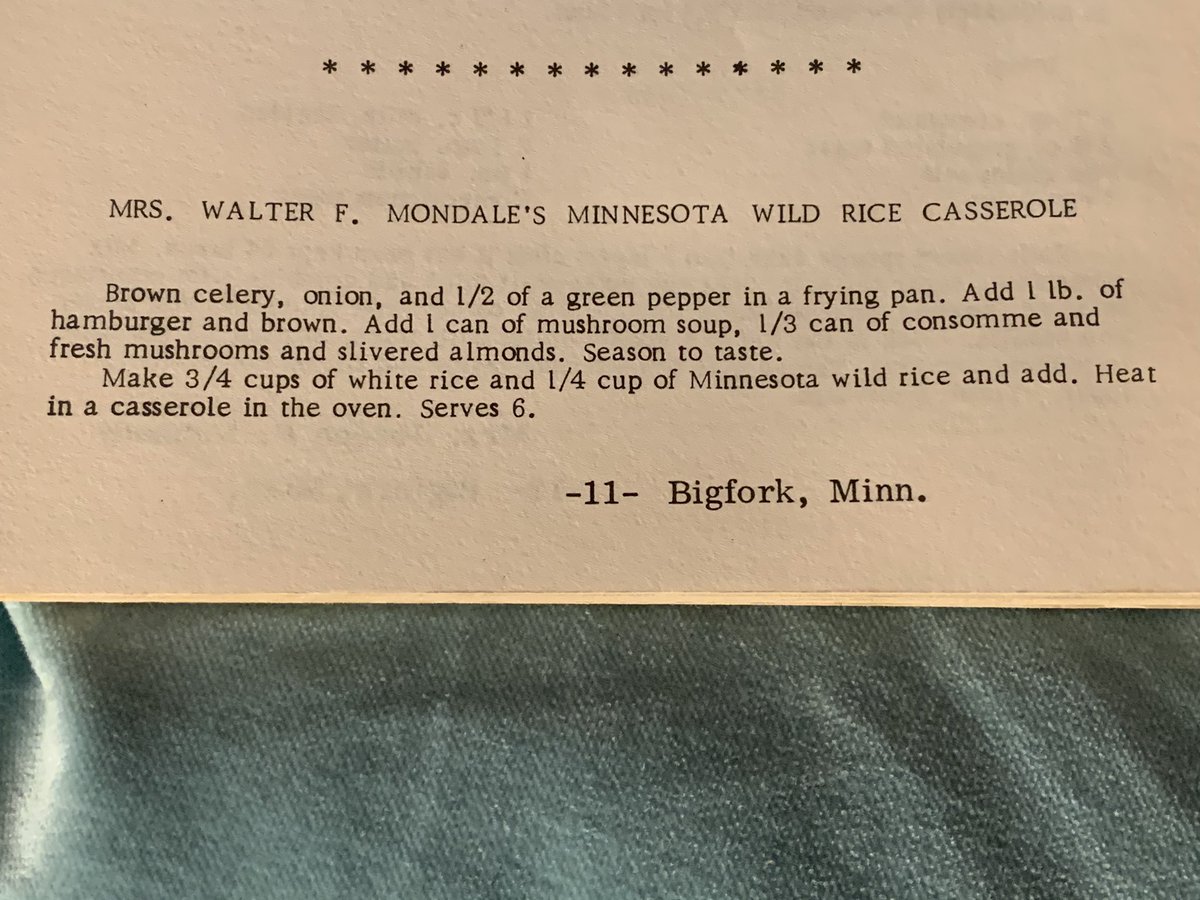 * * * * * * * * * * * * * * *
MRS. WALTER F. MONDALE'S MINNESOTA WILD RICE CASSEROLE
Brown celery, onion, and 1/2 of a green pepper in a frying pan. Add 1 lb. of
hamburger and brown. Add 1 can of mushroom soup, 1/3 can of consomme and
fresh mushrooms and slivered almonds. Season to taste.
Make 3/4 cups of white rice and 1/4 cup of Minnesota wild rice and add. Heat
in a casserole in the oven. Serves 6.
-11- Bigfork, Minn.